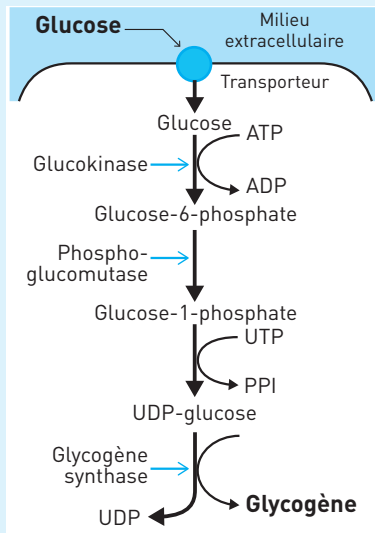 Glucose
Milieu
extracellulaire
Transporteur
Glucose
ATP
Glucokinase
ADP
Glucose-6-phosphate
Phospho-
glucomutase
Glucose-1-phosphate
UTP
PPI
UDP-glucose
Glycogène
synthase
Glycogène
UDP